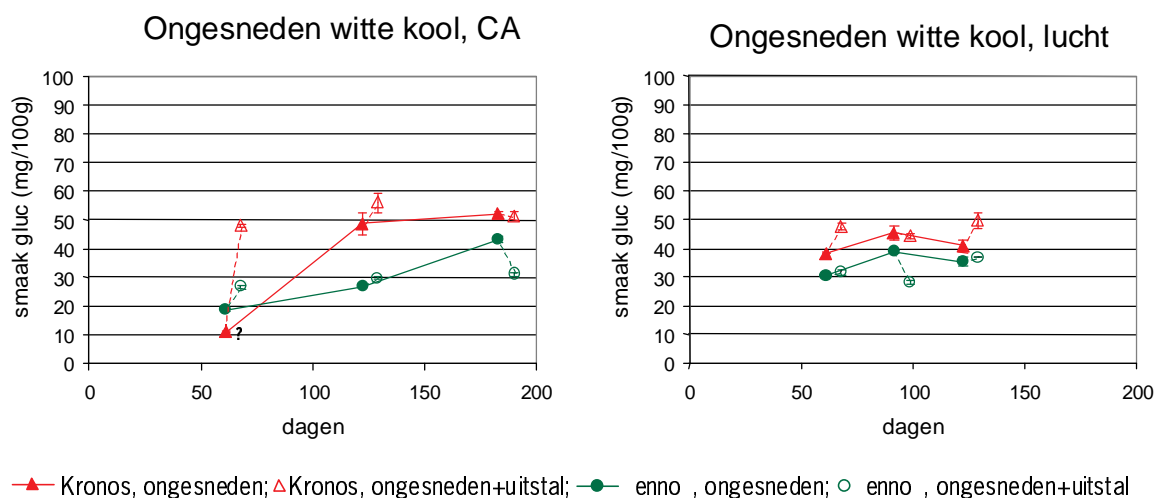 Ongesneden witte kool, CA
smaak gluc (mg/100g)
100
90
80
70
60
50
40
30
20
10
0
?
0 50 100 150 200
dagen
Ongesneden witte kool, lucht
smaak gluc (mg/100g)
100
90
80
70
60
50
40
30
20
10
0
0 50 100 150 200
dagen
Kronos, ongesneden; Kronos, ongesneden+uitstal; enno , ongesneden; enno , ongesneden+uitstal